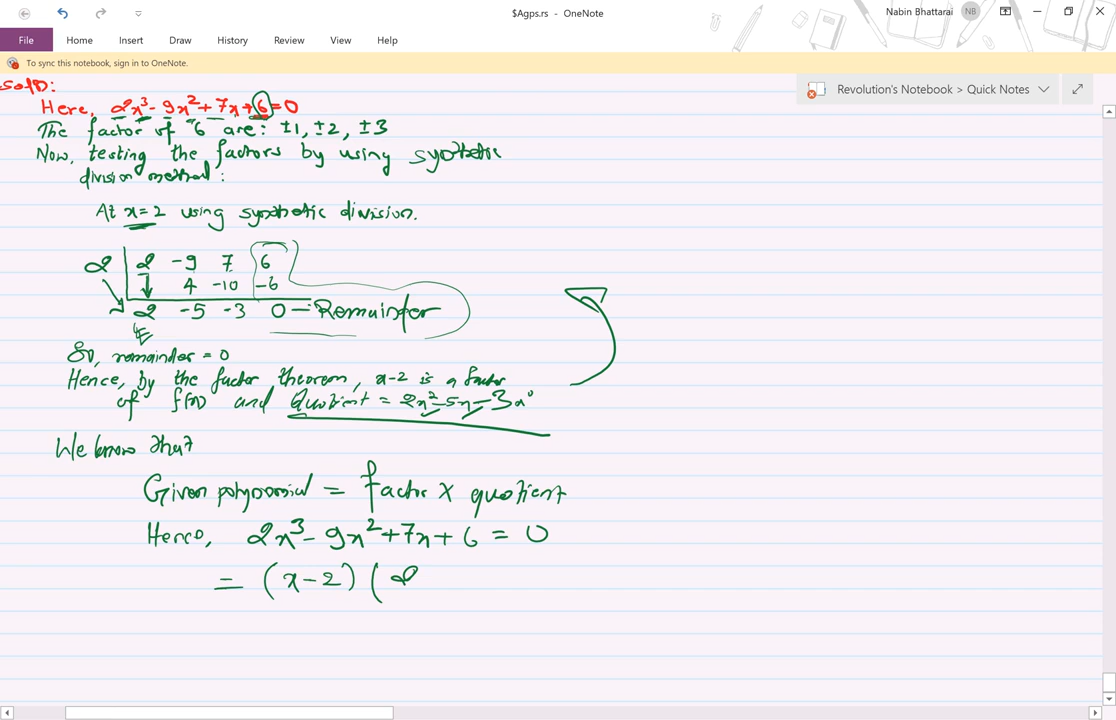 $Agps.rs - OneNote
Nabin Bhattarai NB
File Home Insert Draw History Review View Help
To sync this notebook, sign in to OneNote.
Revolution's Notebook > Quick Notes
Here, 2x³ - 9x² + 7x + 6 = 0
The factor of 6 are: ±1, ±2, ±3
Now, testing the factors by using synthetic
division method:
At x = 2 using synthetic division.
2 | 2 -9 7 6
4 -10 -6
2 -5 -3 0 — Remainder
So, remainder = 0
Hence, by the factor theorem, x-2 is a factor
of f(x) and Quotient = 2x² - 5x - 3x⁰
We know that
Given polynomial = factor × quotient
Hence, 2x³ - 9x² + 7x + 6 = 0
= (x-2) (2